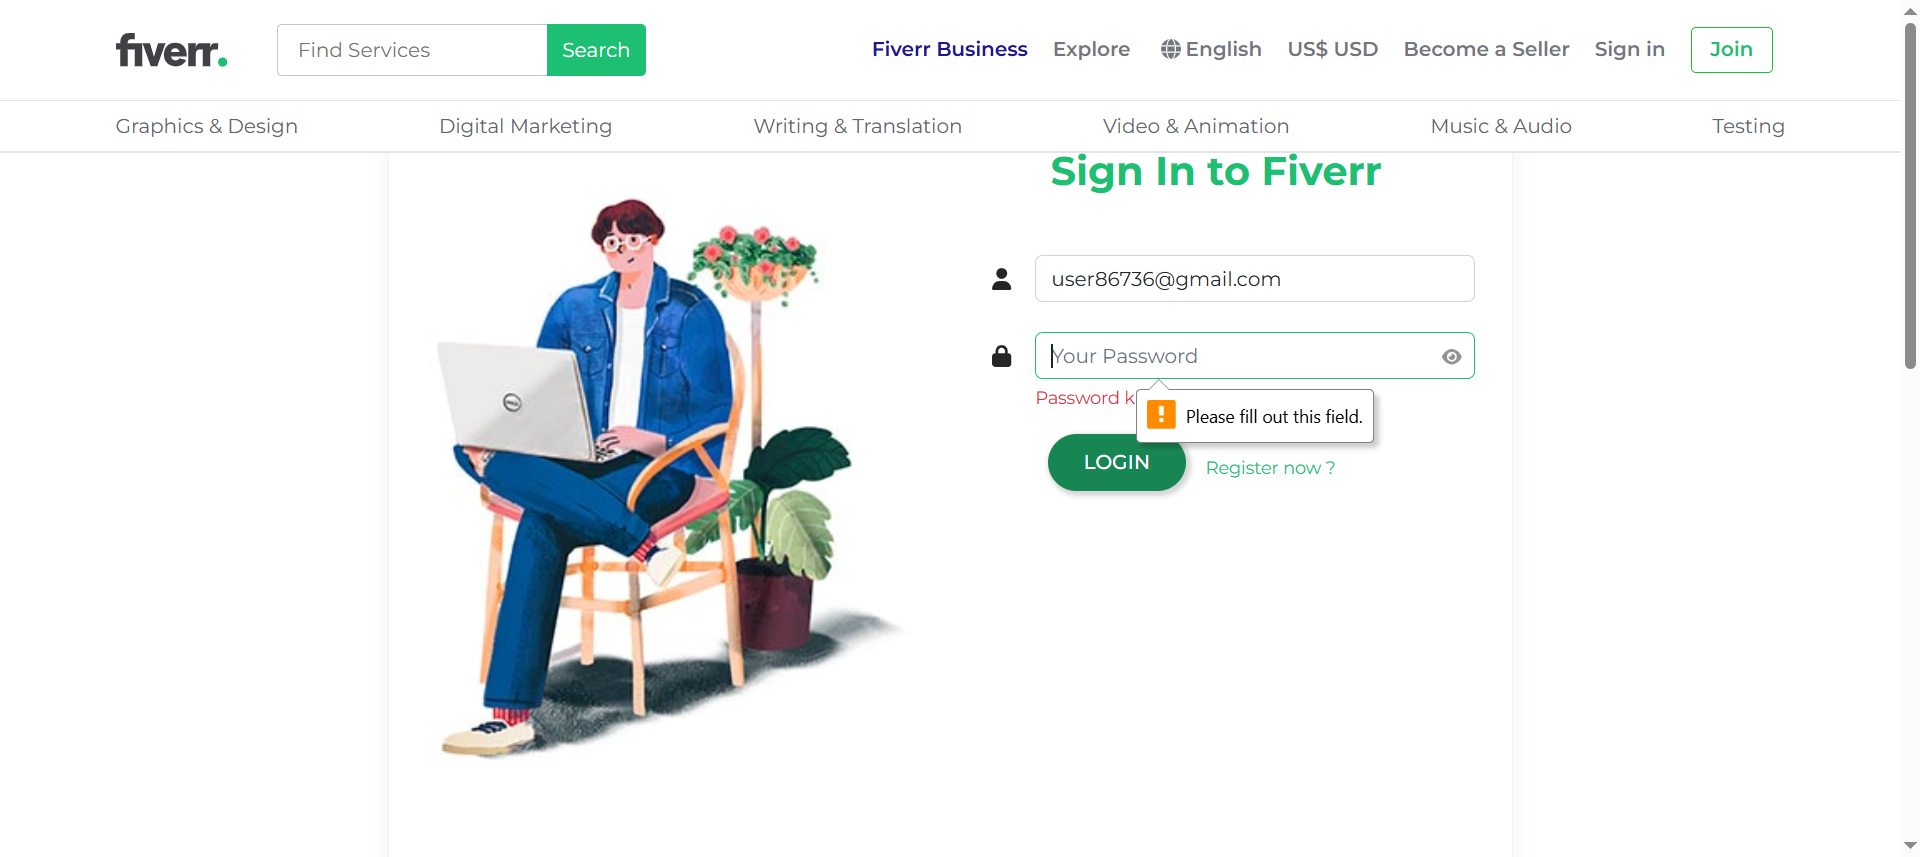 fiverr.
Find Services
Search
Fiverr Business
Explore
English
US$ USD
Become a Seller
Sign in
Join
Graphics & Design
Digital Marketing
Writing & Translation
Video & Animation
Music & Audio
Testing
Sign In to Fiverr
user86736@gmail.com
Your Password
Password
Please fill out this field.
LOGIN
Register now ?
DELL